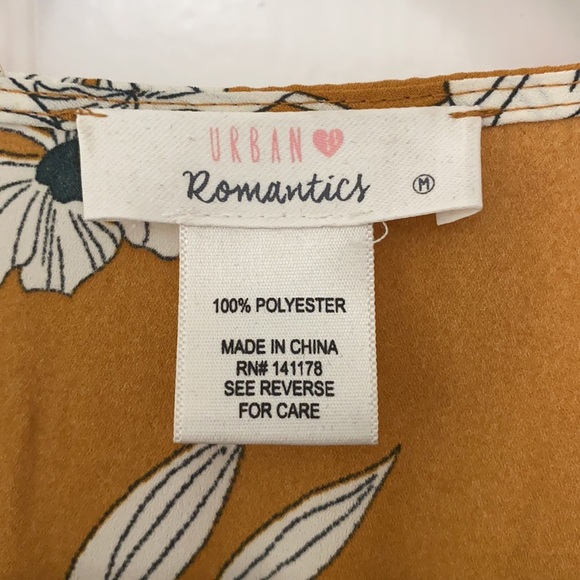 URBAN
Romantics Ⓜ
100% POLYESTER
MADE IN CHINA
RN# 141178
SEE REVERSE
FOR CARE